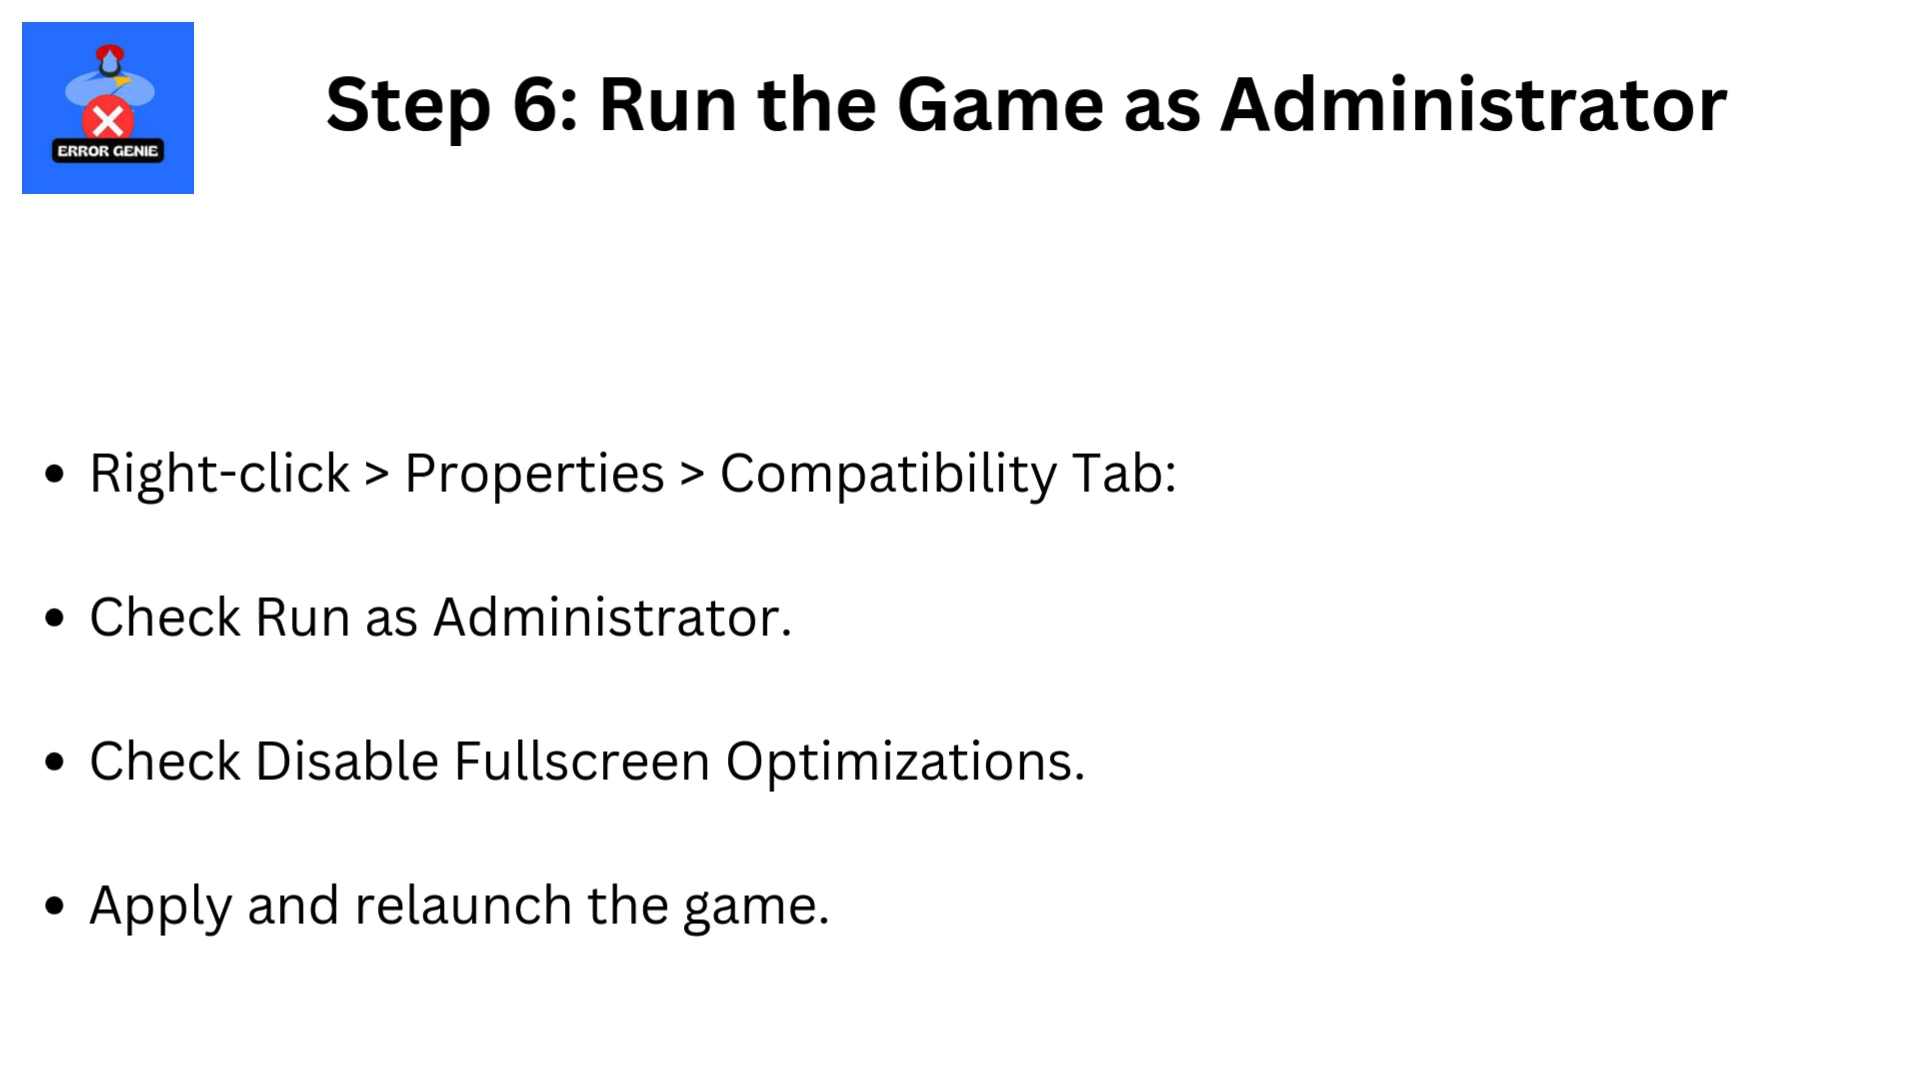 ERROR GENIE
Step 6: Run the Game as Administrator
• Right-click > Properties > Compatibility Tab:
• Check Run as Administrator.
• Check Disable Fullscreen Optimizations.
• Apply and relaunch the game.